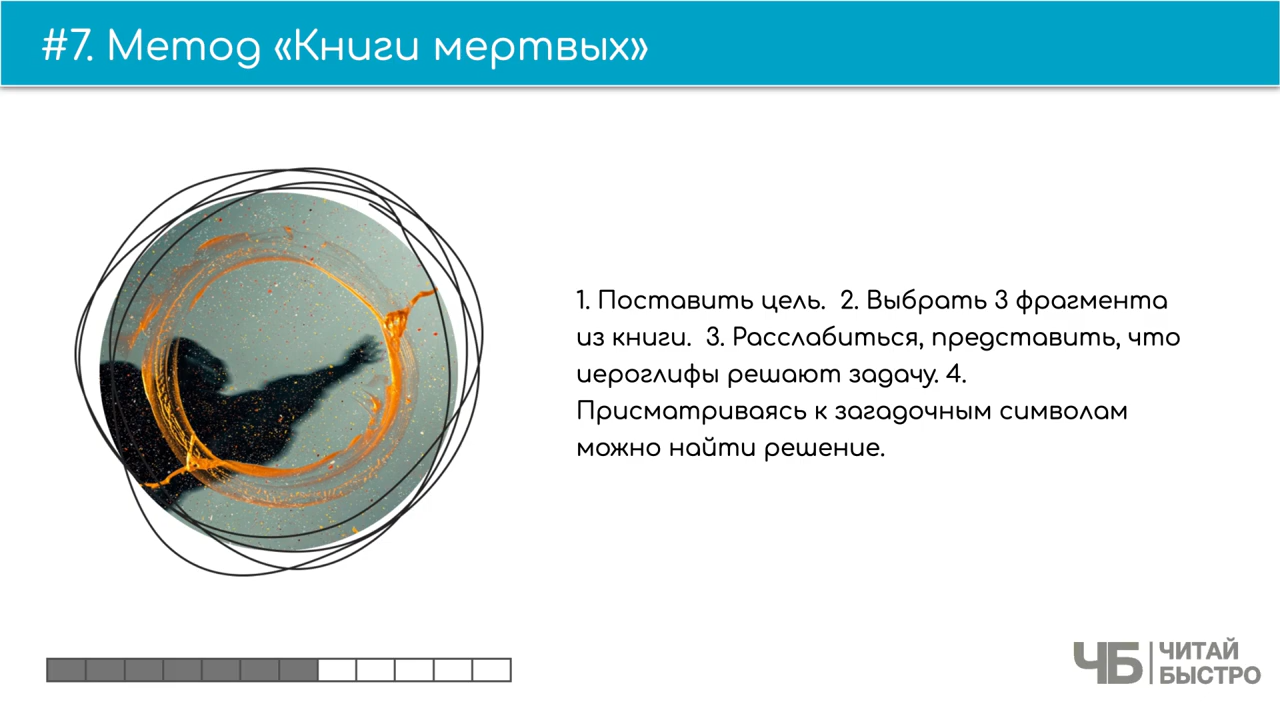 #7. Метод «Книги мертвых»
1. Поставить цель.  2. Выбрать 3 фрагмента
из книги.  3. Расслабиться, представить, что
иероглифы решают задачу. 4.
Присматриваясь к загадочным символам
можно найти решение.
ЧБ
ЧИТАЙ
БЫСТРО